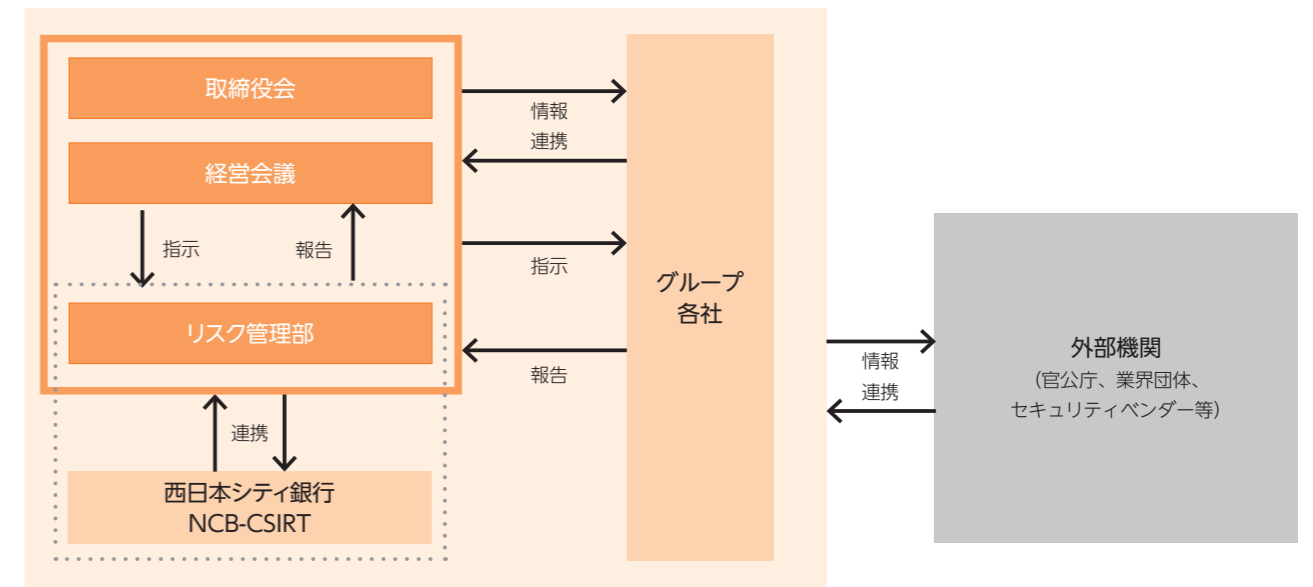 取締役会
経営会議
指示
報告
リスク管理部
連携
西日本シティ銀行
NCB-CSIRT
情報
連携
指示
報告
グループ
各社
情報
連携
外部機関
(官公庁、業界団体、
セキュリティベンダー等)